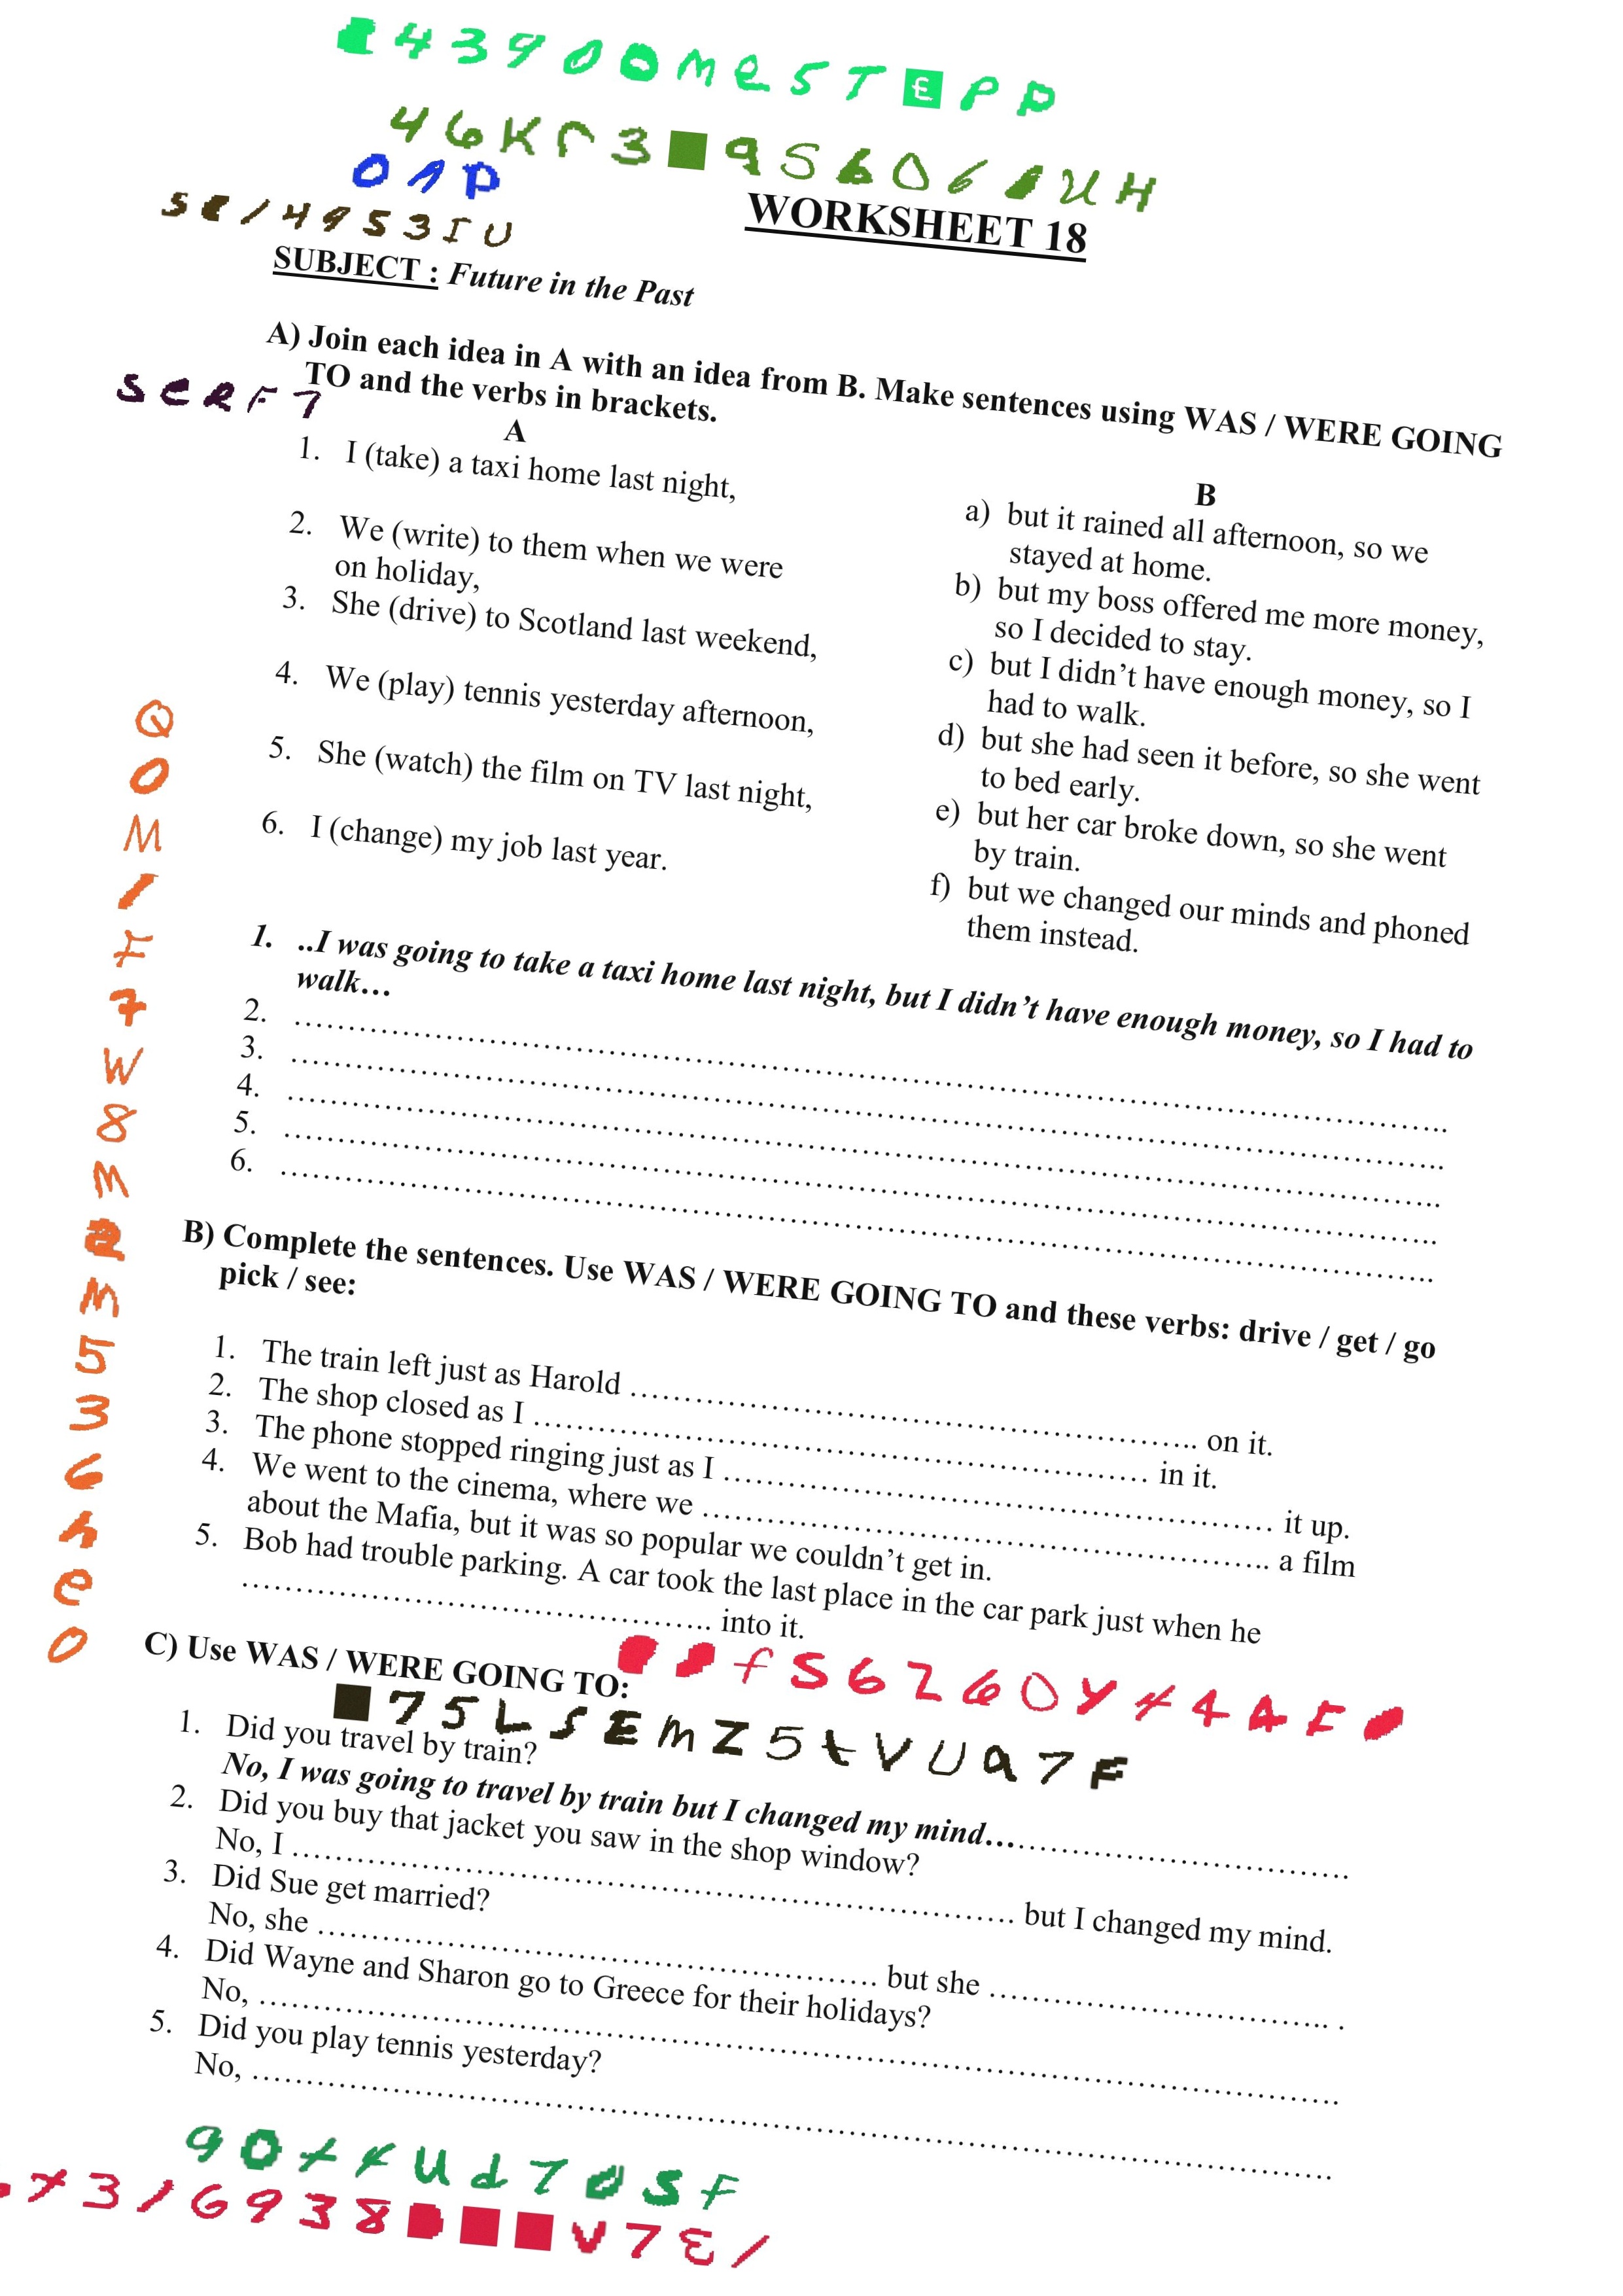 WORKSHEET 18
SUBJECT : Future in the Past
A) Join each idea in A with an idea from B. Make sentences using WAS / WERE GOING
TO and the verbs in brackets.
SeRF7
A
1. I (take) a taxi home last night,
2. We (write) to them when we were
on holiday,
3. She (drive) to Scotland last weekend,
4. We (play) tennis yesterday afternoon,
5. She (watch) the film on TV last night,
6. I (change) my job last year.
B
a) but it rained all afternoon, so we
stayed at home.
b) but my boss offered me more money,
so I decided to stay.
c) but I didn’t have enough money, so I
had to walk.
d) but she had seen it before, so she went
to bed early.
e) but her car broke down, so she went
by train.
f) but we changed our minds and phoned
them instead.
1. ..I was going to take a taxi home last night, but I didn’t have enough money, so I had to
walk…
2. ……………………………………………………………………………………………..
3. ……………………………………………………………………………………………..
4. ……………………………………………………………………………………………..
5. ……………………………………………………………………………………………..
6. ……………………………………………………………………………………………..
B) Complete the sentences. Use WAS / WERE GOING TO and these verbs: drive / get / go
pick / see:
1. The train left just as Harold …………………………………………….. on it.
2. The shop closed as I ………………………………………………… in it.
3. The phone stopped ringing just as I …………………………………………… it up.
4. We went to the cinema, where we …………………………………………….. a film
about the Mafia, but it was so popular we couldn’t get in.
5. Bob had trouble parking. A car took the last place in the car park just when he
…………………………………….. into it.
C) Use WAS / WERE GOING TO:
1. Did you travel by train?
No, I was going to travel by train but I changed my mind…………………………….
2. Did you buy that jacket you saw in the shop window?
No, I …………………………………………………………. but I changed my mind.
3. Did Sue get married?
No, she ……………………………………………. but she ………………………….. .
4. Did Wayne and Sharon go to Greece for their holidays?
No, ………………………………………………………………………………………..
5. Did you play tennis yesterday?
No, ………………………………………………………………………………………..